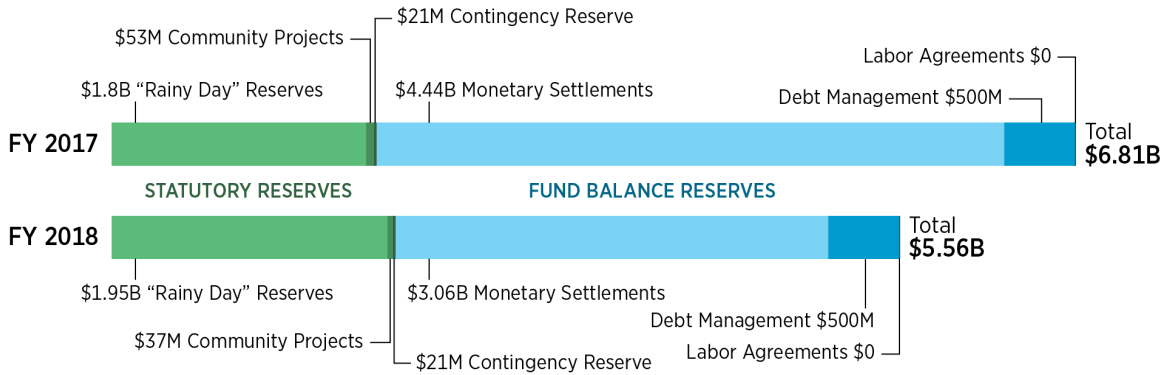 $21M Contingency Reserve
$53M Community Projects
Labor Agreements $0
$1.8B “Rainy Day” Reserves
$4.44B Monetary Settlements
Debt Management $500M
FY 2017
Total
$6.81B
STATUTORY RESERVES
FUND BALANCE RESERVES
FY 2018
Total
$5.56B
$1.95B “Rainy Day” Reserves
$3.06B Monetary Settlements
Debt Management $500M
$37M Community Projects
Labor Agreements $0
$21M Contingency Reserve